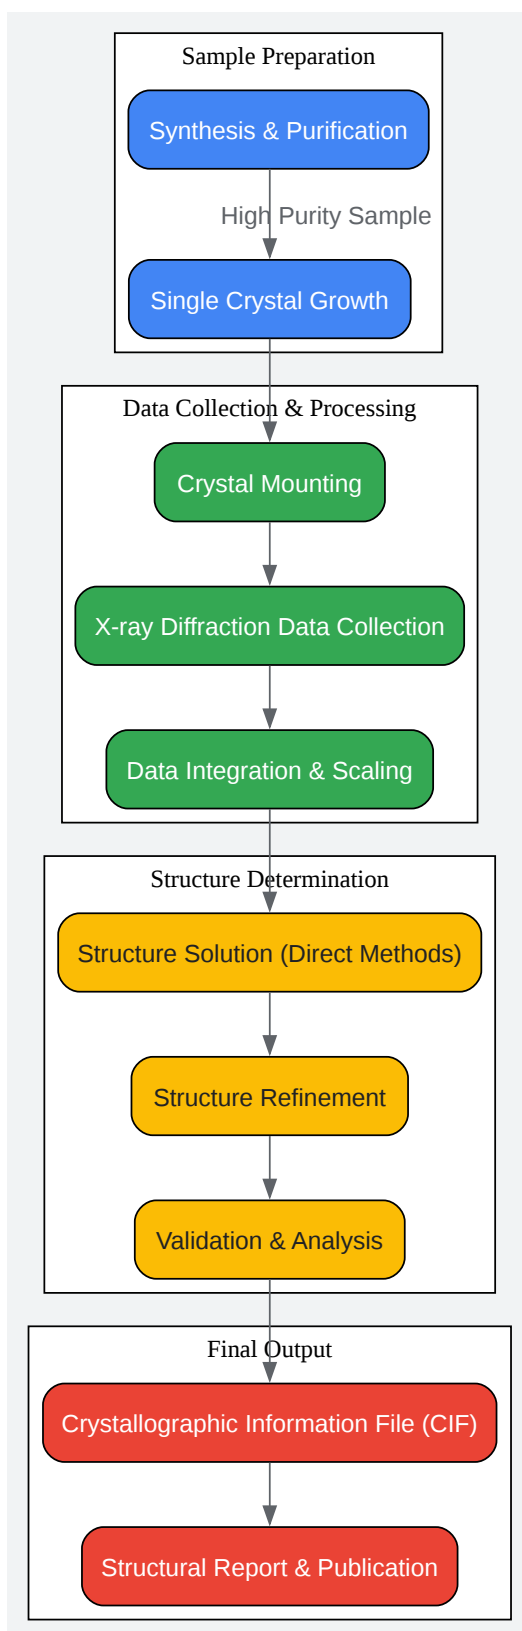 Sample Preparation
Synthesis & Purification
High Purity Sample
Single Crystal Growth
Data Collection & Processing
Crystal Mounting
X-ray Diffraction Data Collection
Data Integration & Scaling
Structure Determination
Structure Solution (Direct Methods)
Structure Refinement
Validation & Analysis
Final Output
Crystallographic Information File (CIF)
Structural Report & Publication